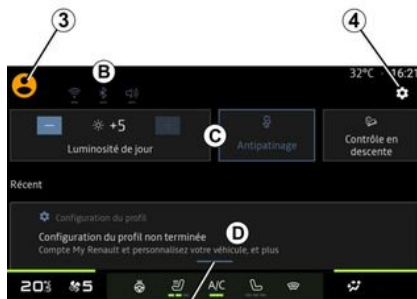 3
4
B
32°C 16:21
− ☼ +5
Luminosité de jour
C
Antipatinage
Contrôle en
descente
Récent
Configuration du profil
Configuration du profil non terminée
D
Compte My Renault et personnalisez votre véhicule, et plus
20°5 5 A/C